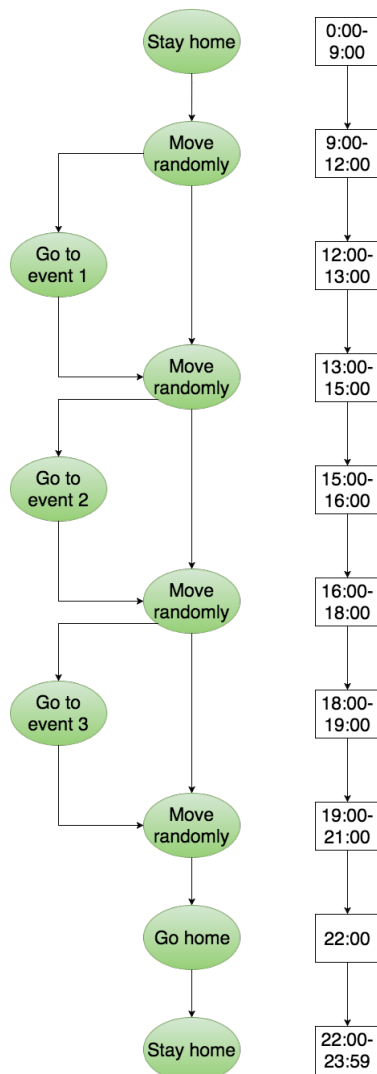 Stay home
0:00-
9:00
Move
randomly
9:00-
12:00
Go to
event 1
12:00-
13:00
Move
randomly
13:00-
15:00
Go to
event 2
15:00-
16:00
Move
randomly
16:00-
18:00
Go to
event 3
18:00-
19:00
Move
randomly
19:00-
21:00
Go home
22:00
Stay home
22:00-
23:59